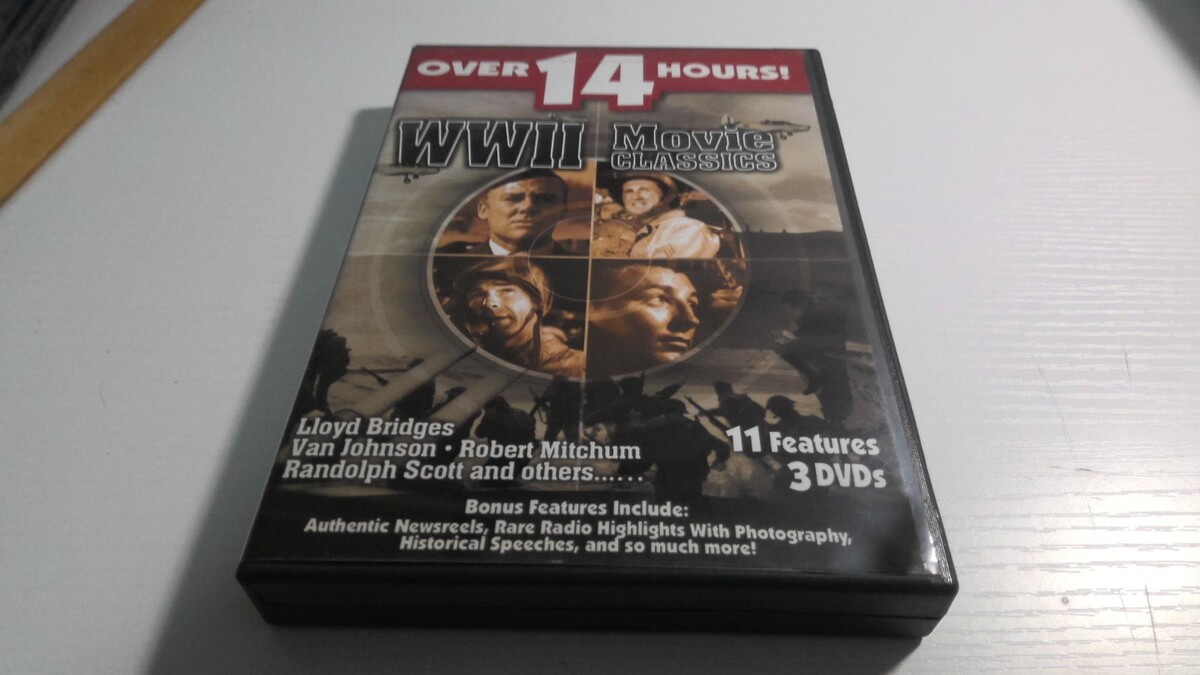 OVER 14 HOURS!
WWII Movie
CLASSICS
Lloyd Bridges
Van Johnson • Robert Mitchum
Randolph Scott and others......
11 Features
3 DVDs
Bonus Features Include:
Authentic Newsreels, Rare Radio Highlights With Photography,
Historical Speeches, and so much more!